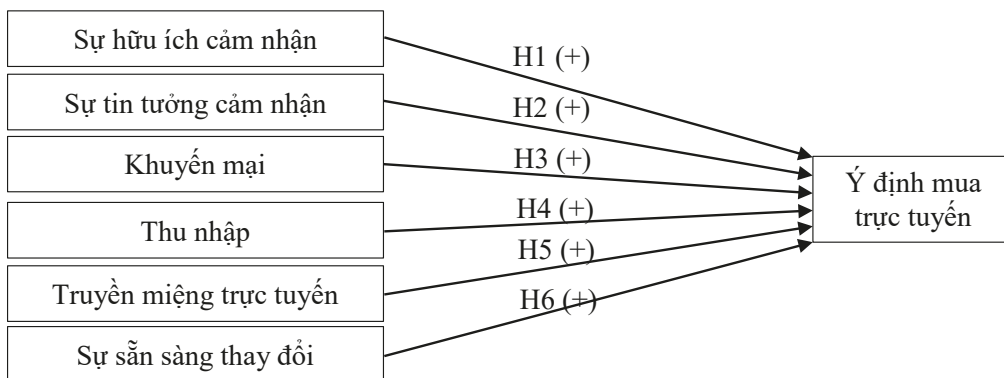 Sự hữu ích cảm nhận
H1 (+)
Sự tin tưởng cảm nhận
H2 (+)
Khuyến mại
H3 (+)
Thu nhập
H4 (+)
Truyền miệng trực tuyến
H5 (+)
Sự sẵn sàng thay đổi
H6 (+)
Ý định mua
trực tuyến